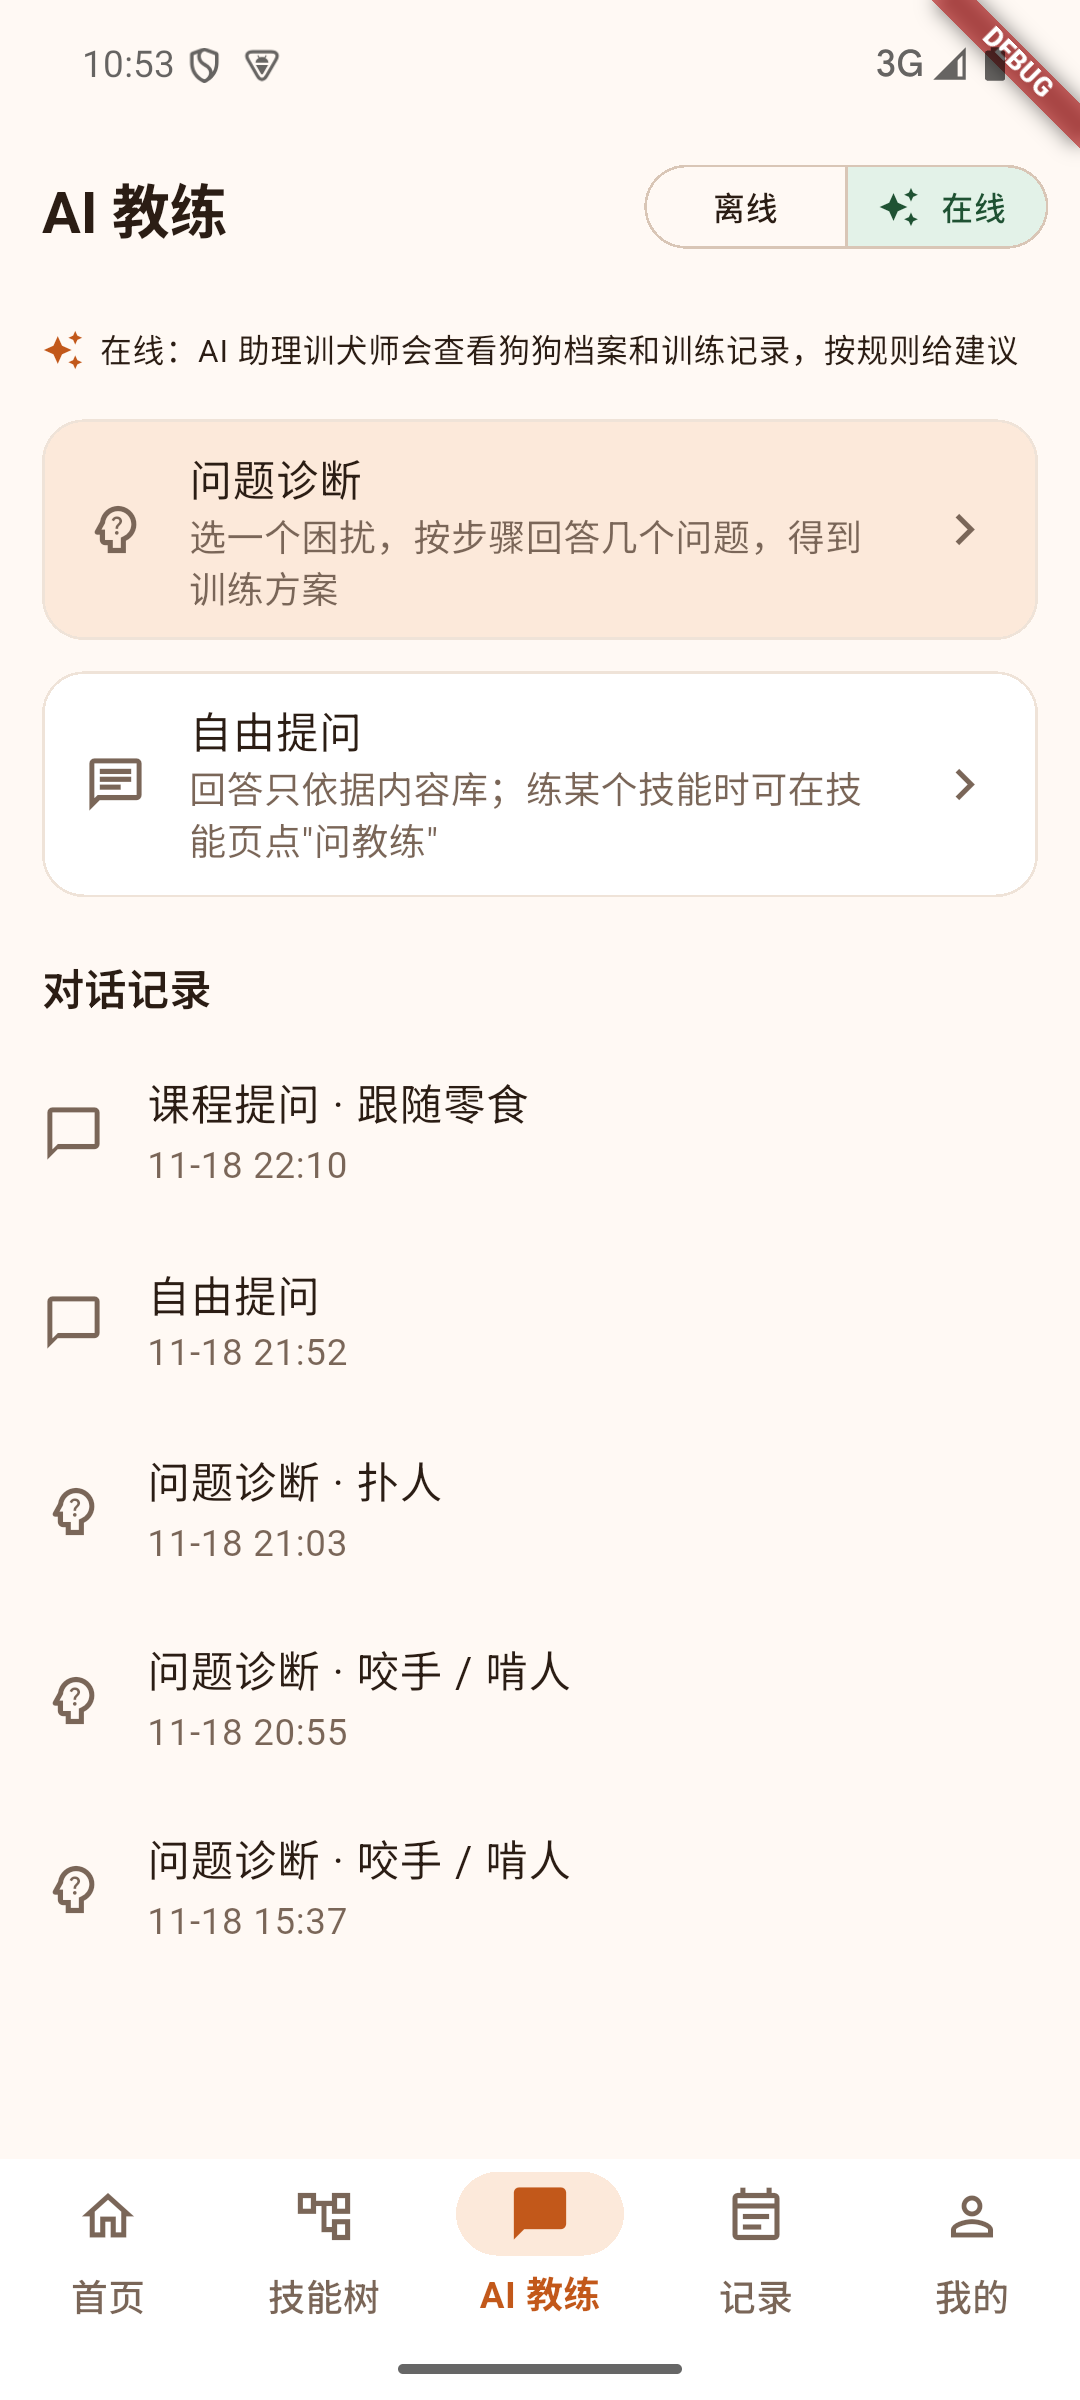 10:53
3G
DEBUG
AI 教练
离线
在线
在线：AI 助理训犬师会查看狗狗档案和训练记录，按规则给建议
问题诊断
选一个困扰，按步骤回答几个问题，得到
训练方案
自由提问
回答只依据内容库；练某个技能时可在技
能页点"问教练"
对话记录
课程提问 · 跟随零食
11-18 22:10
自由提问
11-18 21:52
问题诊断 · 扑人
11-18 21:03
问题诊断 · 咬手 / 啃人
11-18 20:55
问题诊断 · 咬手 / 啃人
11-18 15:37
首页
技能树
AI 教练
记录
我的